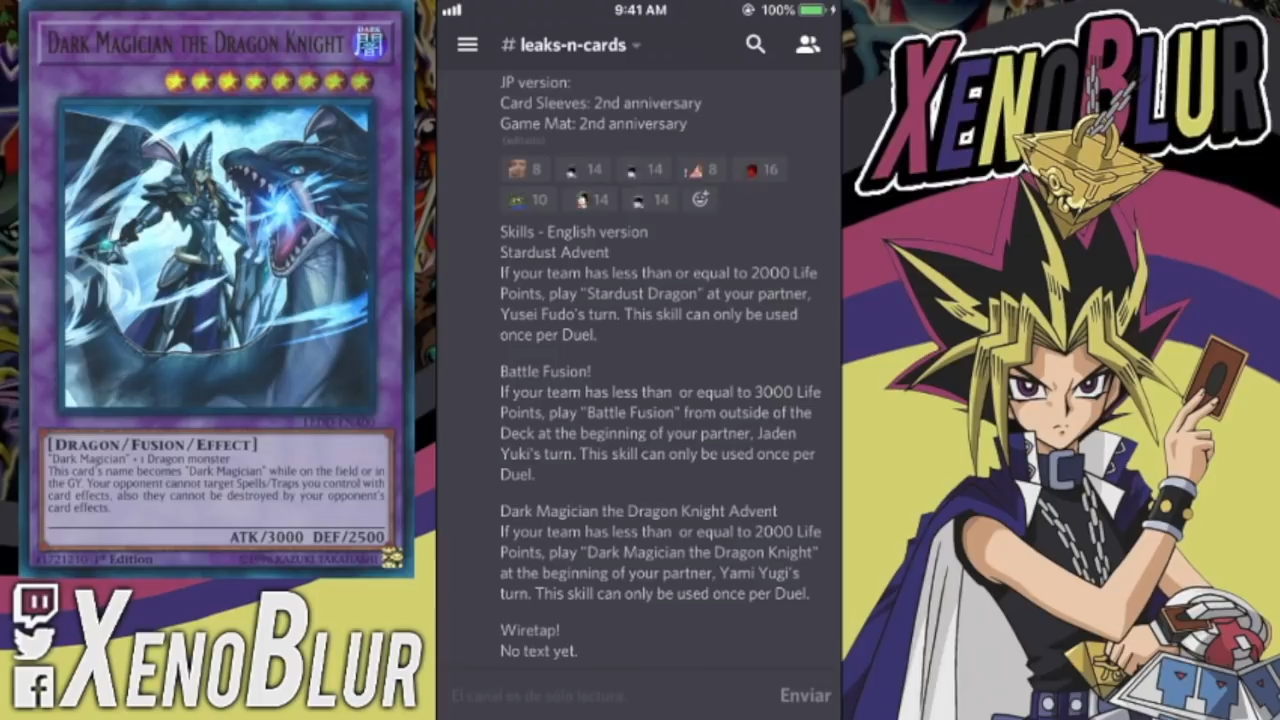 DARK MAGICIAN THE DRAGON KNIGHT
DARK
闇
[DRAGON/FUSION/EFFECT]
"Dark Magician" + 1 Dragon monster
This card's name becomes "Dark Magician" while on the field or in
the GY. Your opponent cannot target Spells/Traps you control with
card effects, also they cannot be destroyed by your opponent's
card effects.
ATK/3000 DEF/2500
1st Edition
XENOBLUR
9:41 AM
100%
# leaks-n-cards
JP version:
Card Sleeves: 2nd anniversary
Game Mat: 2nd anniversary
8 14 14 8 16
10 14 14
Skills - English version
Stardust Advent
If your team has less than or equal to 2000 Life
Points, play "Stardust Dragon" at your partner,
Yusei Fudo's turn. This skill can only be used
once per Duel.
Battle Fusion!
If your team has less than or equal to 3000 Life
Points, play "Battle Fusion" from outside of the
Deck at the beginning of your partner, Jaden
Yuki's turn. This skill can only be used once per
Duel.
Dark Magician the Dragon Knight Advent
If your team has less than or equal to 2000 Life
Points, play "Dark Magician the Dragon Knight"
at the beginning of your partner, Yami Yugi's
turn. This skill can only be used once per Duel.
Wiretap!
No text yet.
El canal es de sólo lectura.
Enviar
XENOBLUR